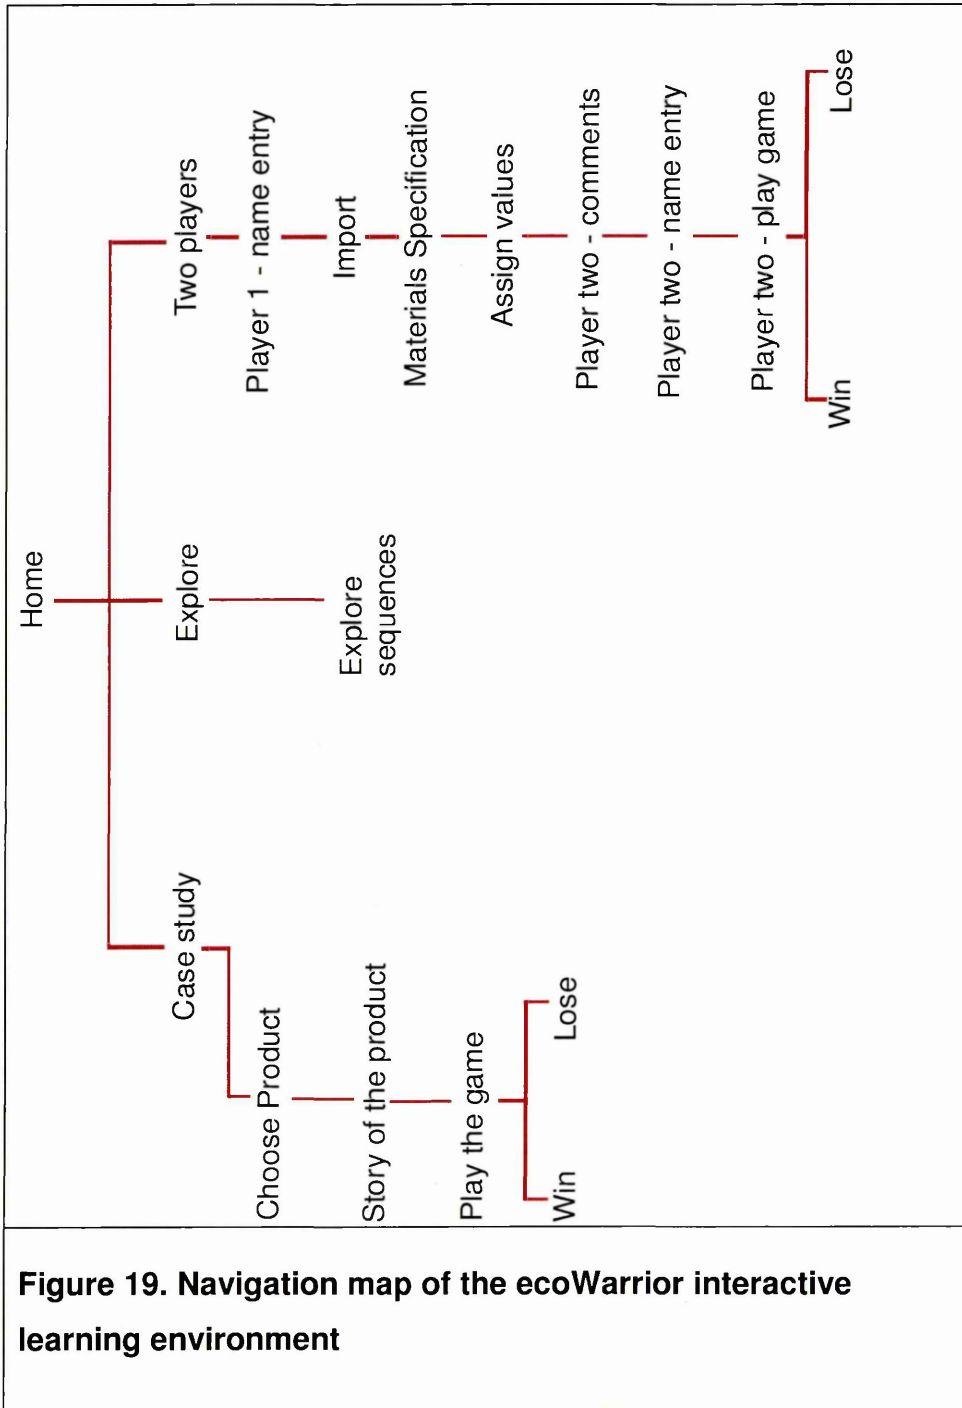 Home
Case study
Choose Product
Story of the product
Play the game
Win
Lose
Explore
Explore
sequences
Two players
Player 1 - name entry
Import
Materials Specification
Assign values
Player two - comments
Player two - name entry
Player two - play game
Win
Lose
Figure 19. Navigation map of the ecoWarrior interactive
learning environment